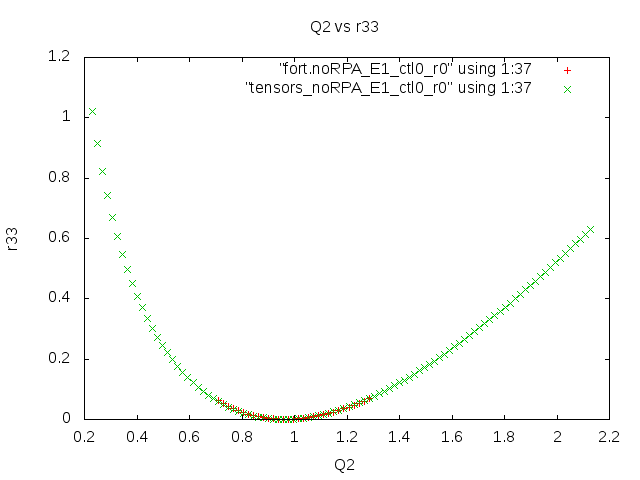 Q2 vs r33
"fort.noRPA_E1_ctl0_r0" using 1:37
"tensors_noRPA_E1_ctl0_r0" using 1:37
1.2
1
0.8
0.6
0.4
0.2
0
r33
0.2 0.4 0.6 0.8 1 1.2 1.4 1.6 1.8 2 2.2
Q2